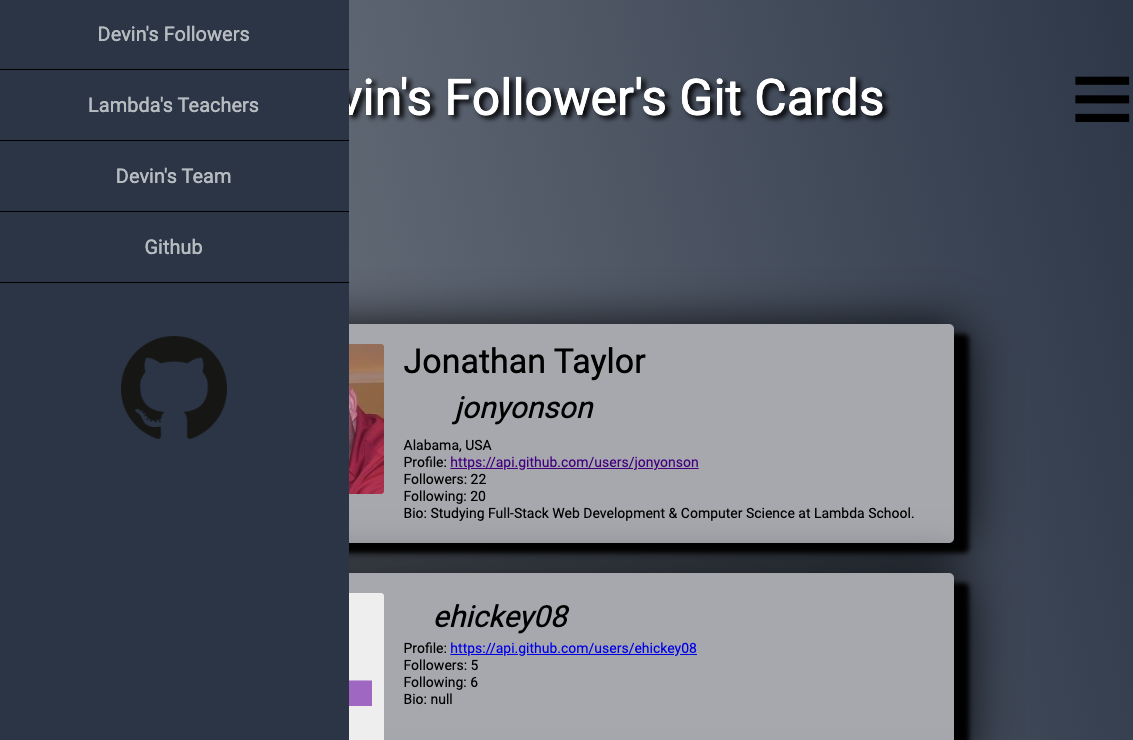 Devin's Followers
Lambda's Teachers
Devin's Team
Github
vin's Follower's Git Cards
Jonathan Taylor
jonyonson
Alabama, USA
Profile: https://api.github.com/users/jonyonson
Followers: 22
Following: 20
Bio: Studying Full-Stack Web Development & Computer Science at Lambda School.
ehickey08
Profile: https://api.github.com/users/ehickey08
Followers: 5
Following: 6
Bio: null